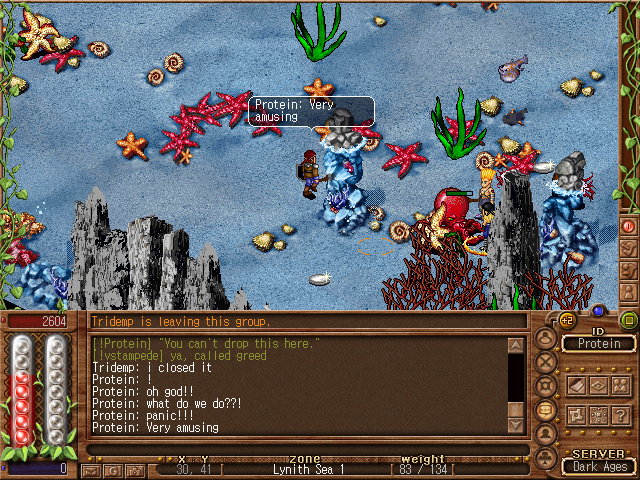 Protein: Very
amusing
2604
Tridemp is leaving this group.
[!Protein] "You can't drop this here."
[!vstampede] ya, called greed
Tridemp: i closed it
Protein: !
Protein: oh god!!
Protein: what do we do??!
Protein: panic!!!
Protein: Very amusing
+2
ID
Protein
?
SERVER
Dark Ages
0
x y zone weight
30, 41 Lynith Sea 1 83 / 134
G